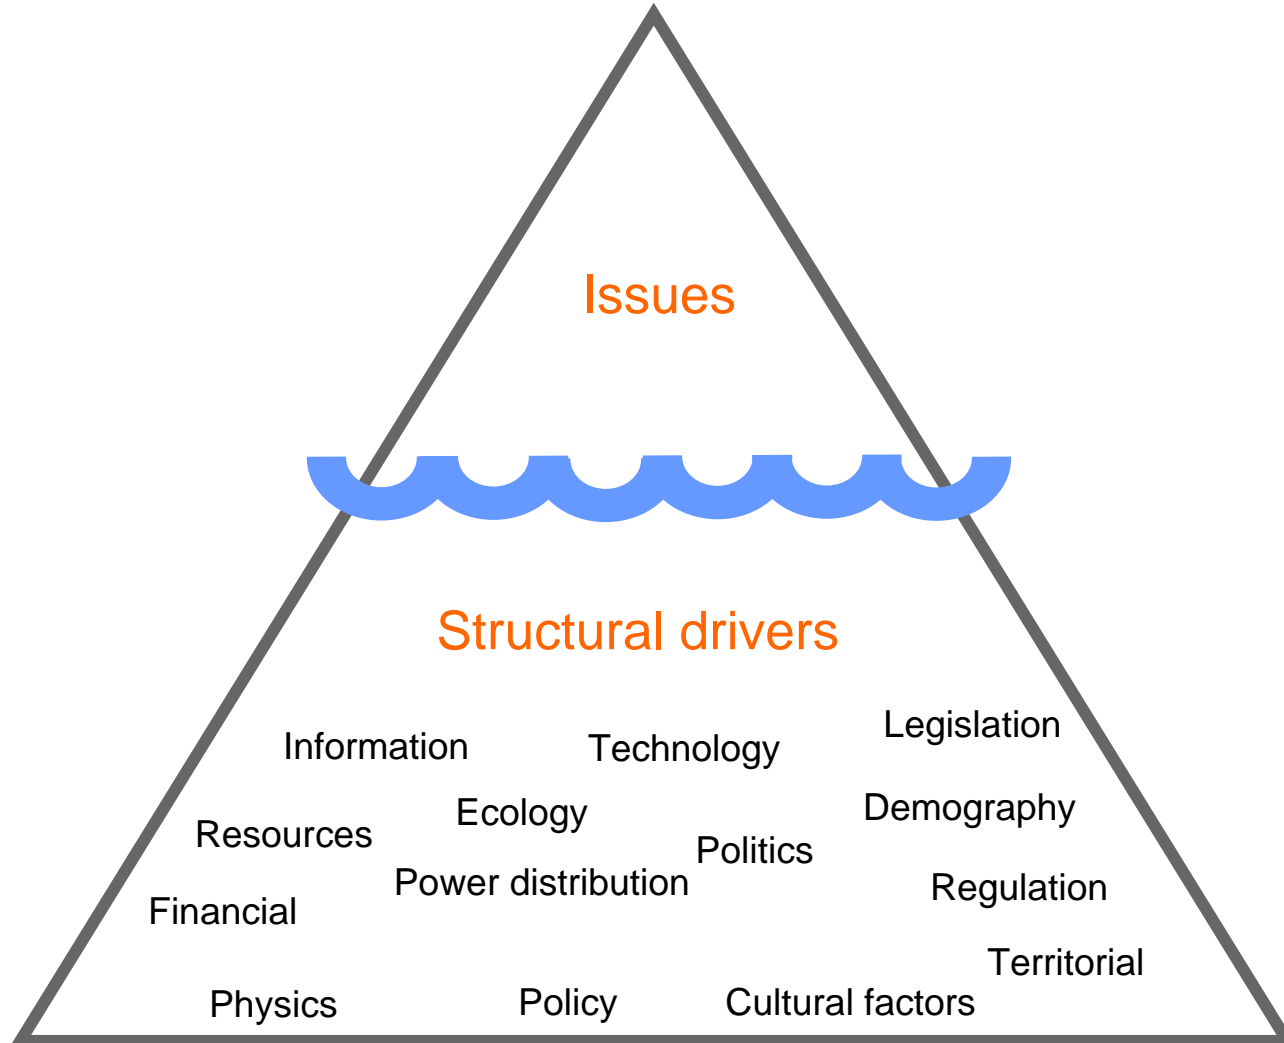 Issues
Structural drivers
Legislation
Information
Technology
Demography
Ecology
Resources
Politics
Power distribution
Regulation
Financial
Territorial
Physics
Policy
Cultural factors